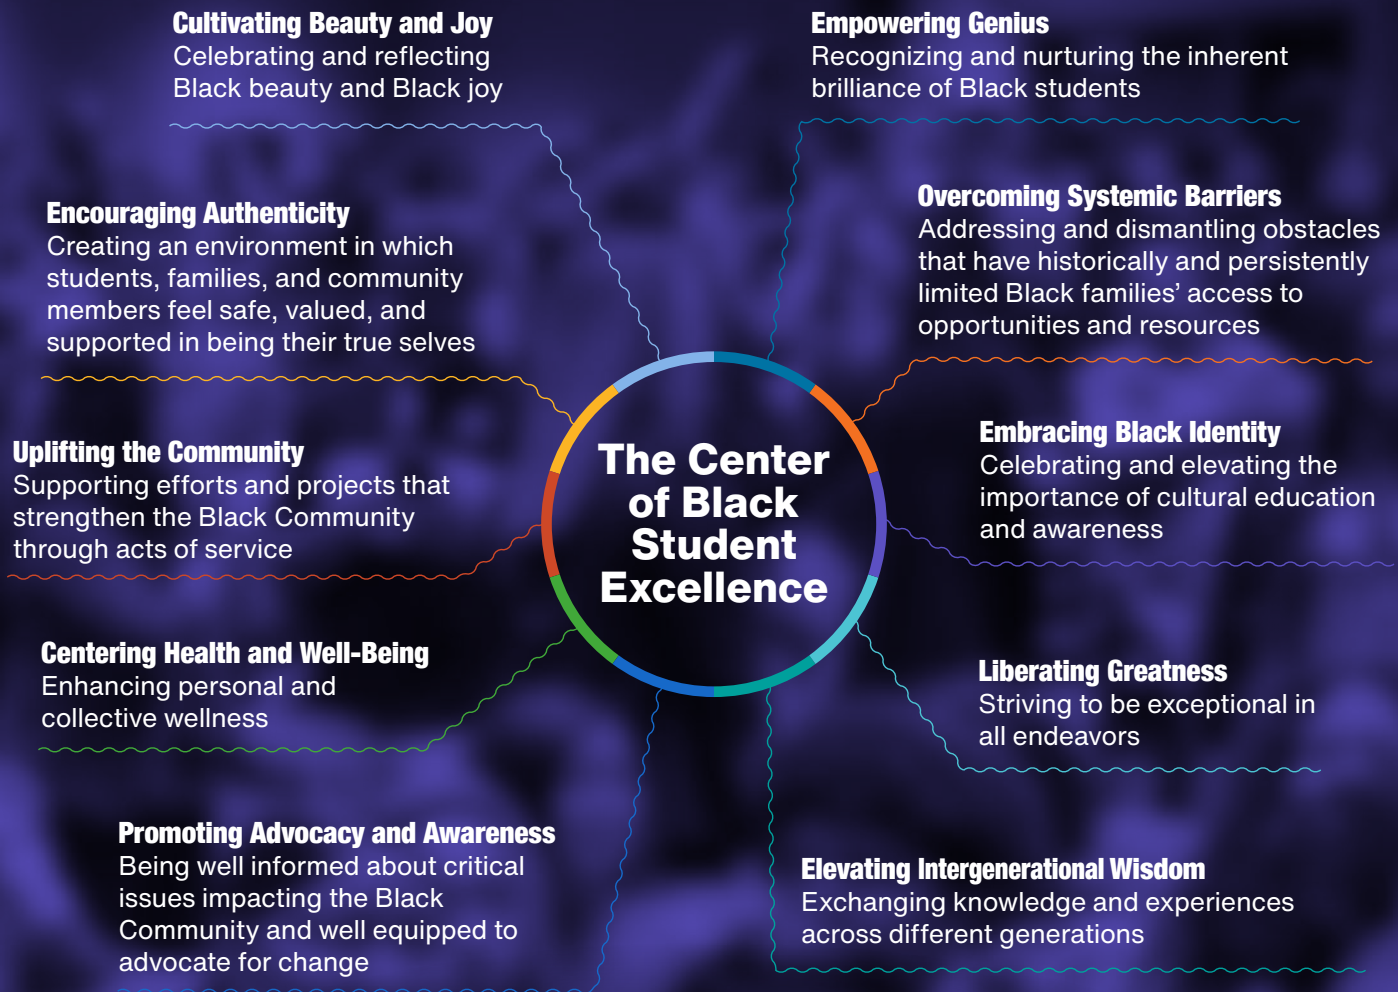 Cultivating Beauty and Joy
Celebrating and reflecting
Black beauty and Black joy
Empowering Genius
Recognizing and nurturing the inherent
brilliance of Black students
Encouraging Authenticity
Creating an environment in which
students, families, and community
members feel safe, valued, and
supported in being their true selves
Overcoming Systemic Barriers
Addressing and dismantling obstacles
that have historically and persistently
limited Black families’ access to
opportunities and resources
Uplifting the Community
Supporting efforts and projects that
strengthen the Black Community
through acts of service
The Center
of Black
Student
Excellence
Embracing Black Identity
Celebrating and elevating the
importance of cultural education
and awareness
Centering Health and Well-Being
Enhancing personal and
collective wellness
Liberating Greatness
Striving to be exceptional in
all endeavors
Promoting Advocacy and Awareness
Being well informed about critical
issues impacting the Black
Community and well equipped to
advocate for change
Elevating Intergenerational Wisdom
Exchanging knowledge and experiences
across different generations